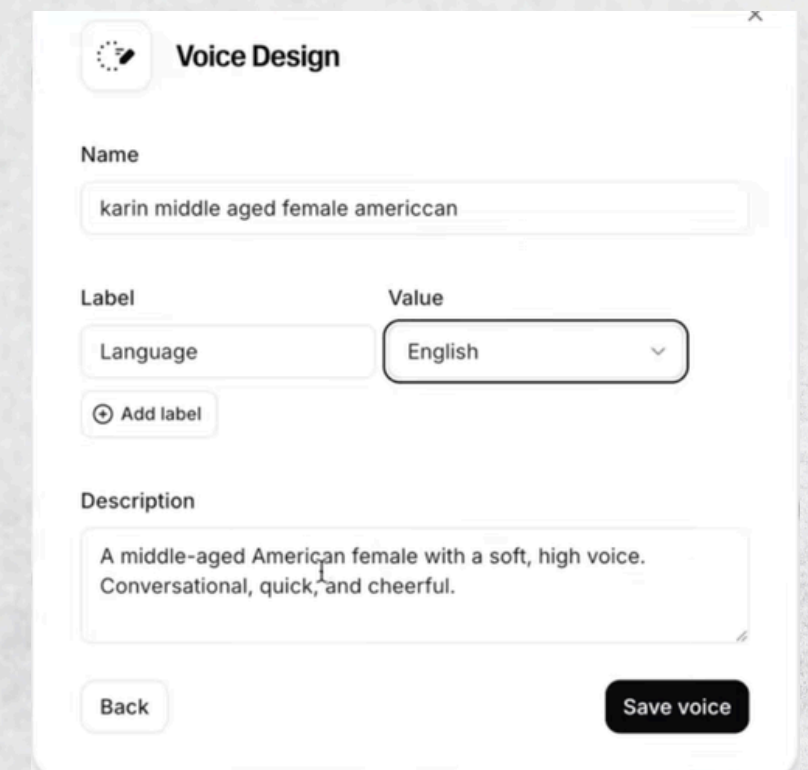 Voice Design
Name
karin middle aged female americcan
Label
Value
Language
English
Add label
Description
A middle-aged American female with a soft, high voice.
Conversational, quick, and cheerful.
Back
Save voice